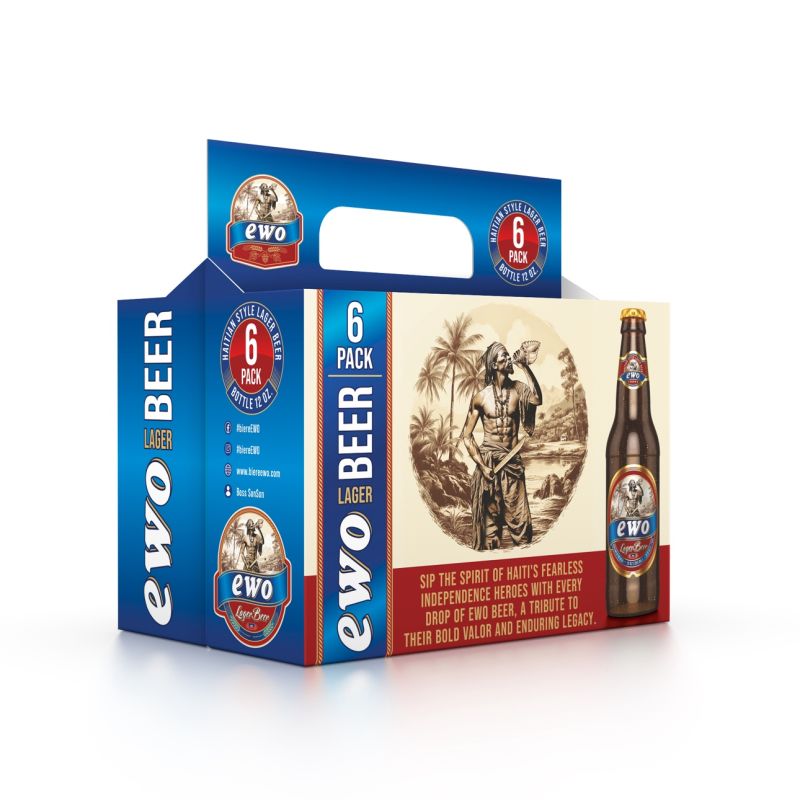 ewo
HAITIAN STYLE LAGER BEER
6
PACK
BOTTLE 12 OZ.
ewo LAGER BEER
HAITIAN STYLE LAGER BEER
6
PACK
BOTTLE 12 OZ.
#biereEWO
#biereEWO
www.biereewo.com
Boss SonSon
ewo
Lager Beer
6
PACK
ewo LAGER BEER
SIP THE SPIRIT OF HAITI'S FEARLESS
INDEPENDENCE HEROES WITH EVERY
DROP OF EWO BEER, A TRIBUTE TO
THEIR BOLD VALOR AND ENDURING LEGACY.
ewo
ewo
Lager Beer